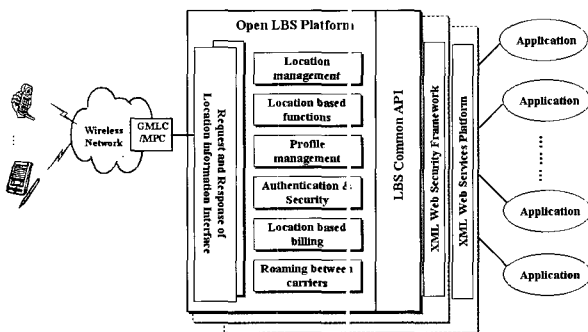 Open LBS Platform
Wireless
Network
GMLC
/MPC
Request and Response of
Location Information Interface
Location
management
Location based
functions
Profile
management
Authentication &
Security
Location based
billing
Roaming between
carriers
LBS Common API
XML Web Security Framework
XML Web Services Platform
Application
Application
Application
Application